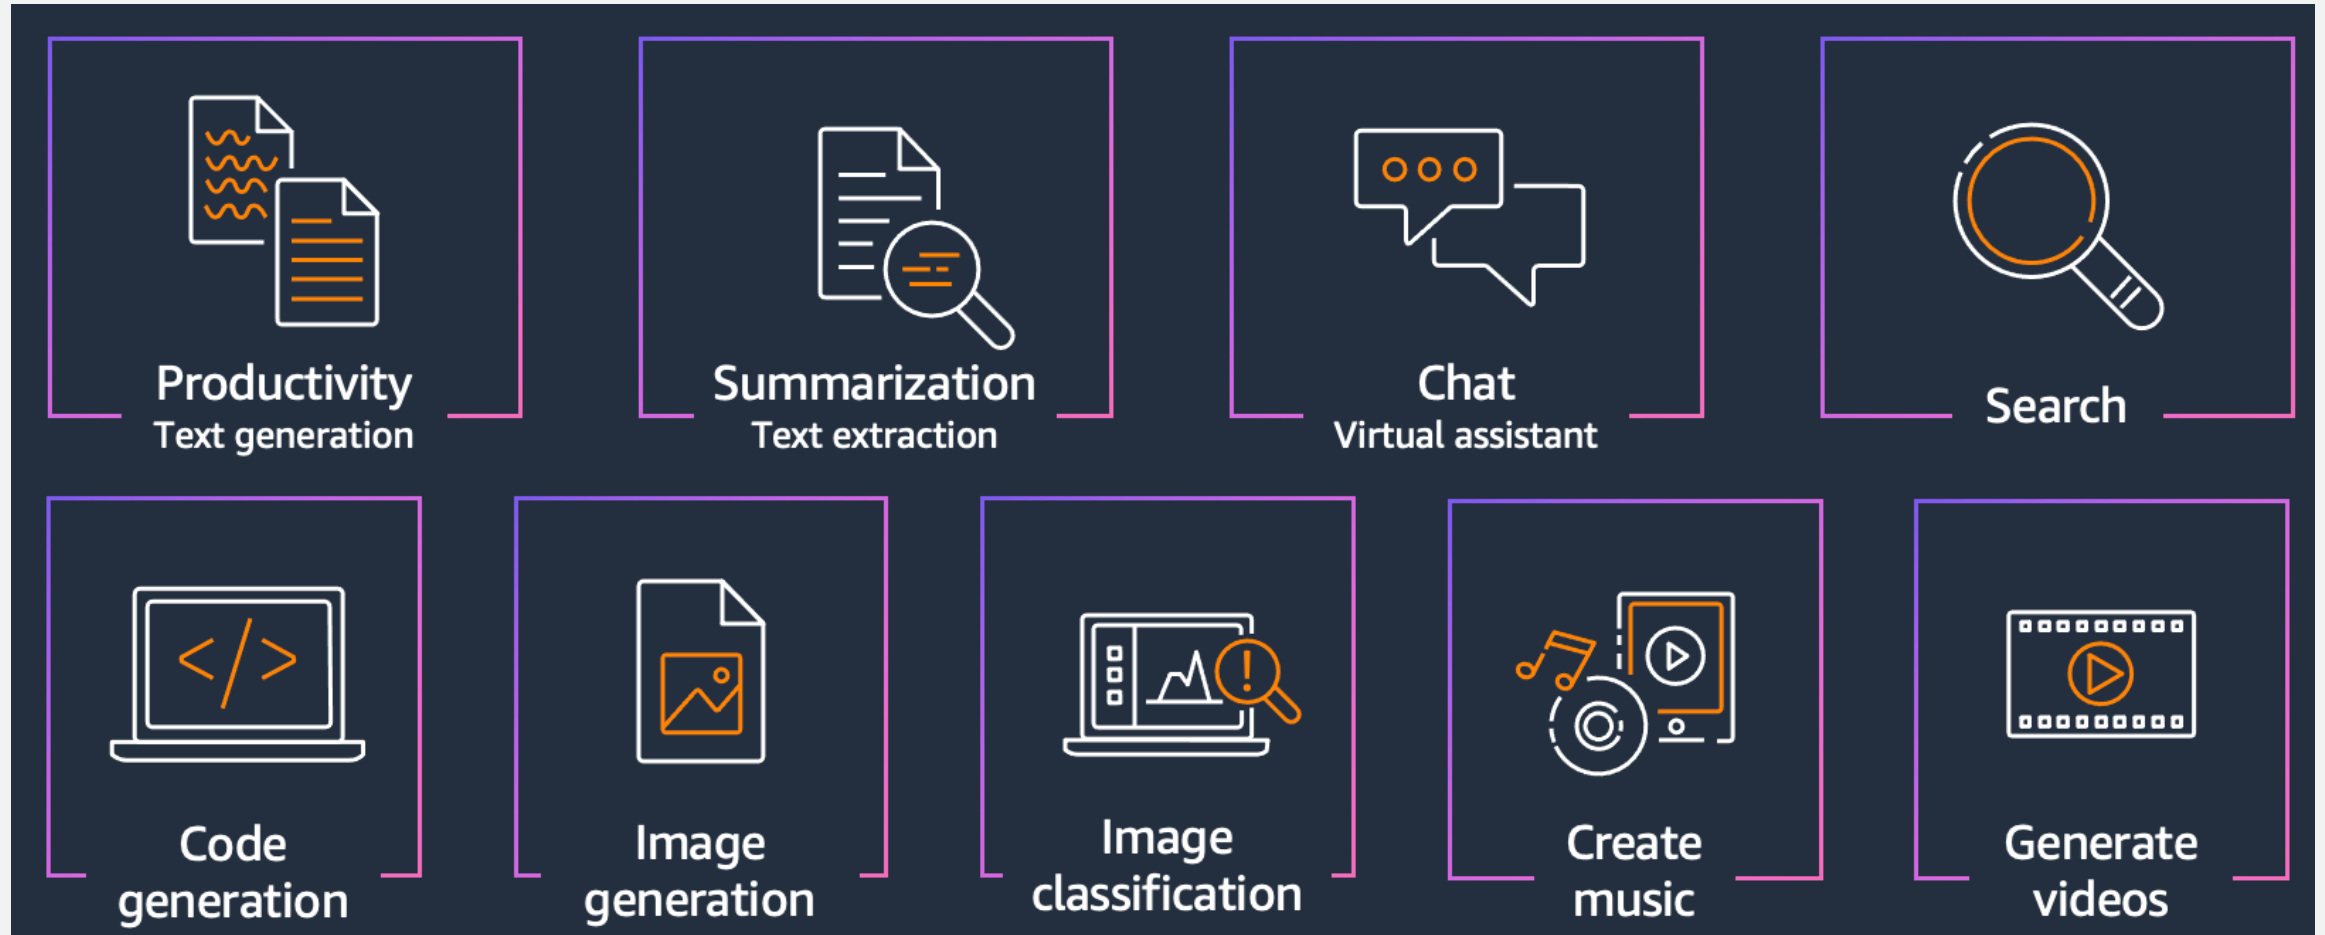 Productivity
Text generation
Summarization
Text extraction
Chat
Virtual assistant
Search
Code
generation
Image
generation
Image
classification
Create
music
Generate
videos